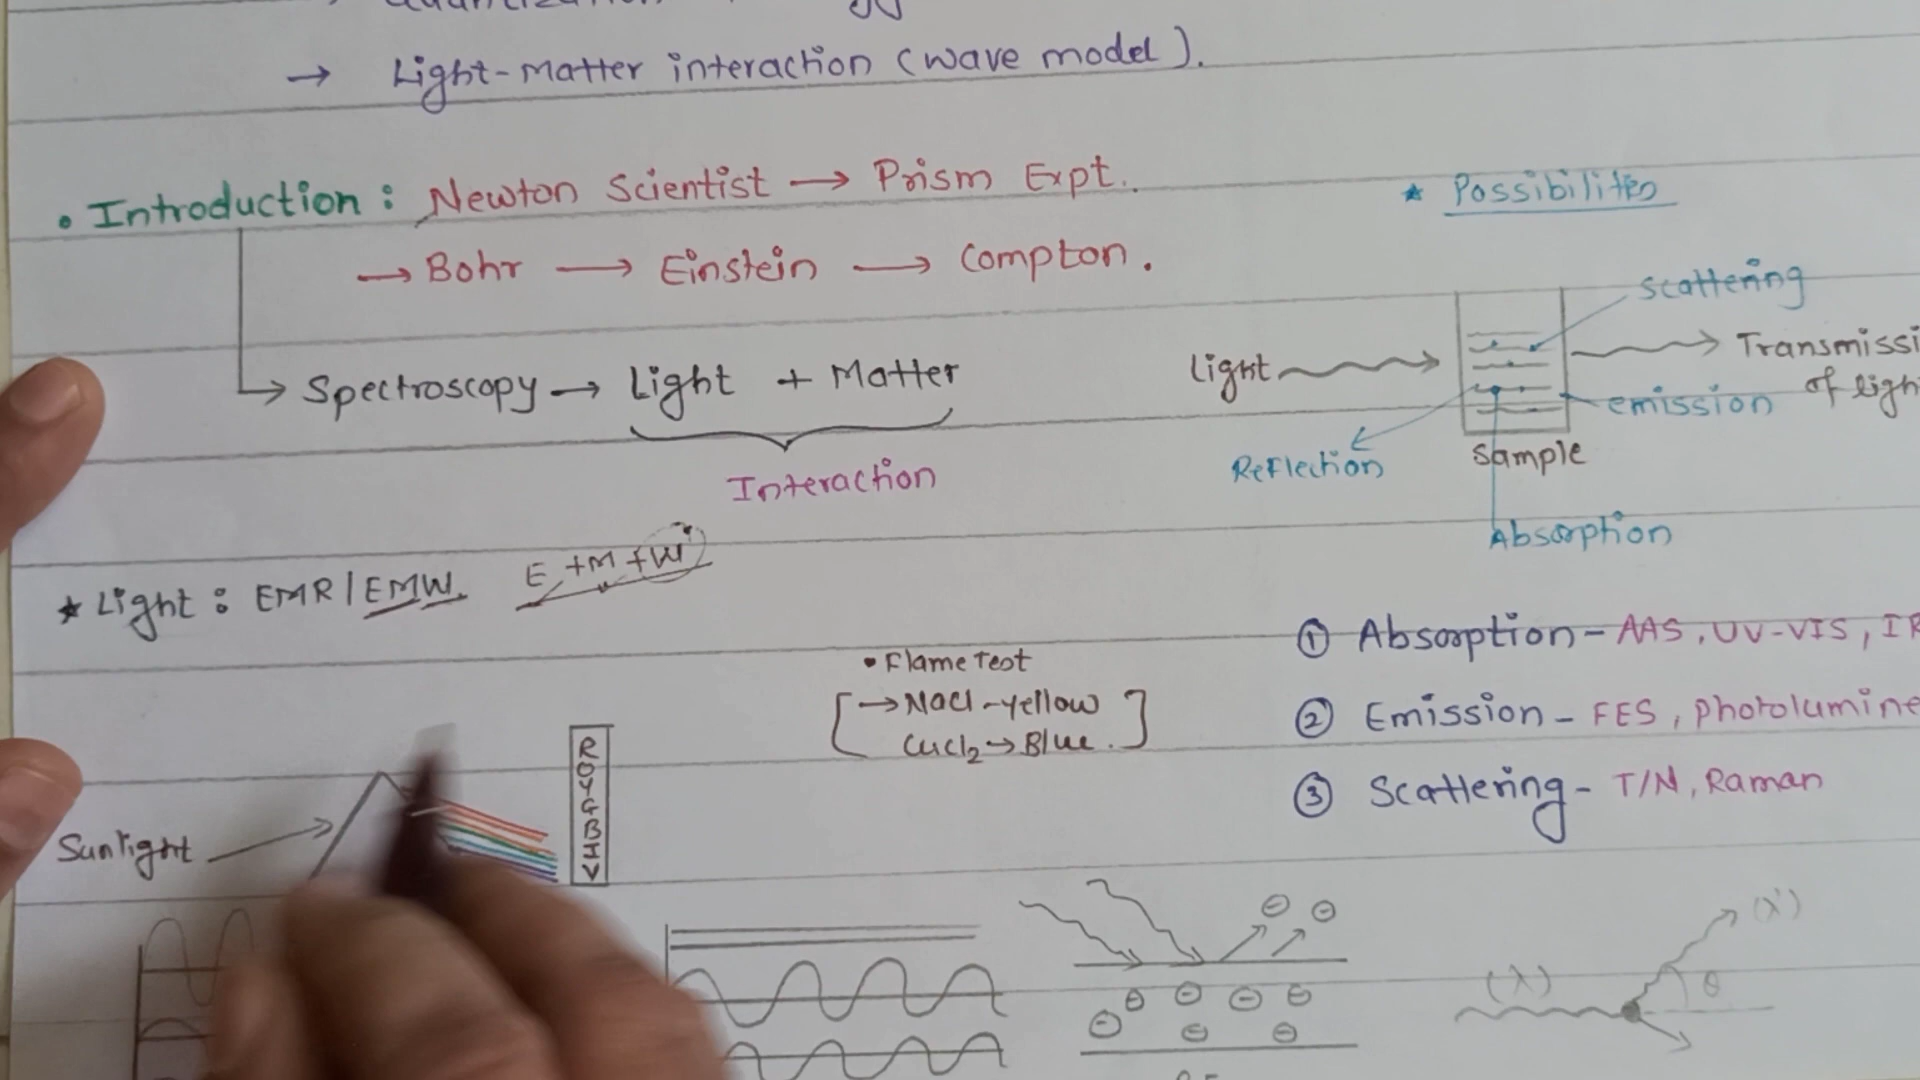 → Light-Matter interaction (wave model).
• Introduction : Newton Scientist → Prism Expt.
→ Bohr → Einstein → Compton.
→ Spectroscopy → Light + Matter
Interaction
* Possibilites
Scattering
Light
Transmissi
of ligh
emission
Reflection
Sample
Absorption
* Light : EMR/EMW. E+M+W
• Flame Test
[→ NaCl - yellow
CuCl2 → Blue.]
① Absorption - AAS, UV-VIS, IR
② Emission - FES, Photolumine
③ Scattering - T/N, Raman
Sunlight
R
O
Y
G
B
I
V
(λ)
(λ')
θ